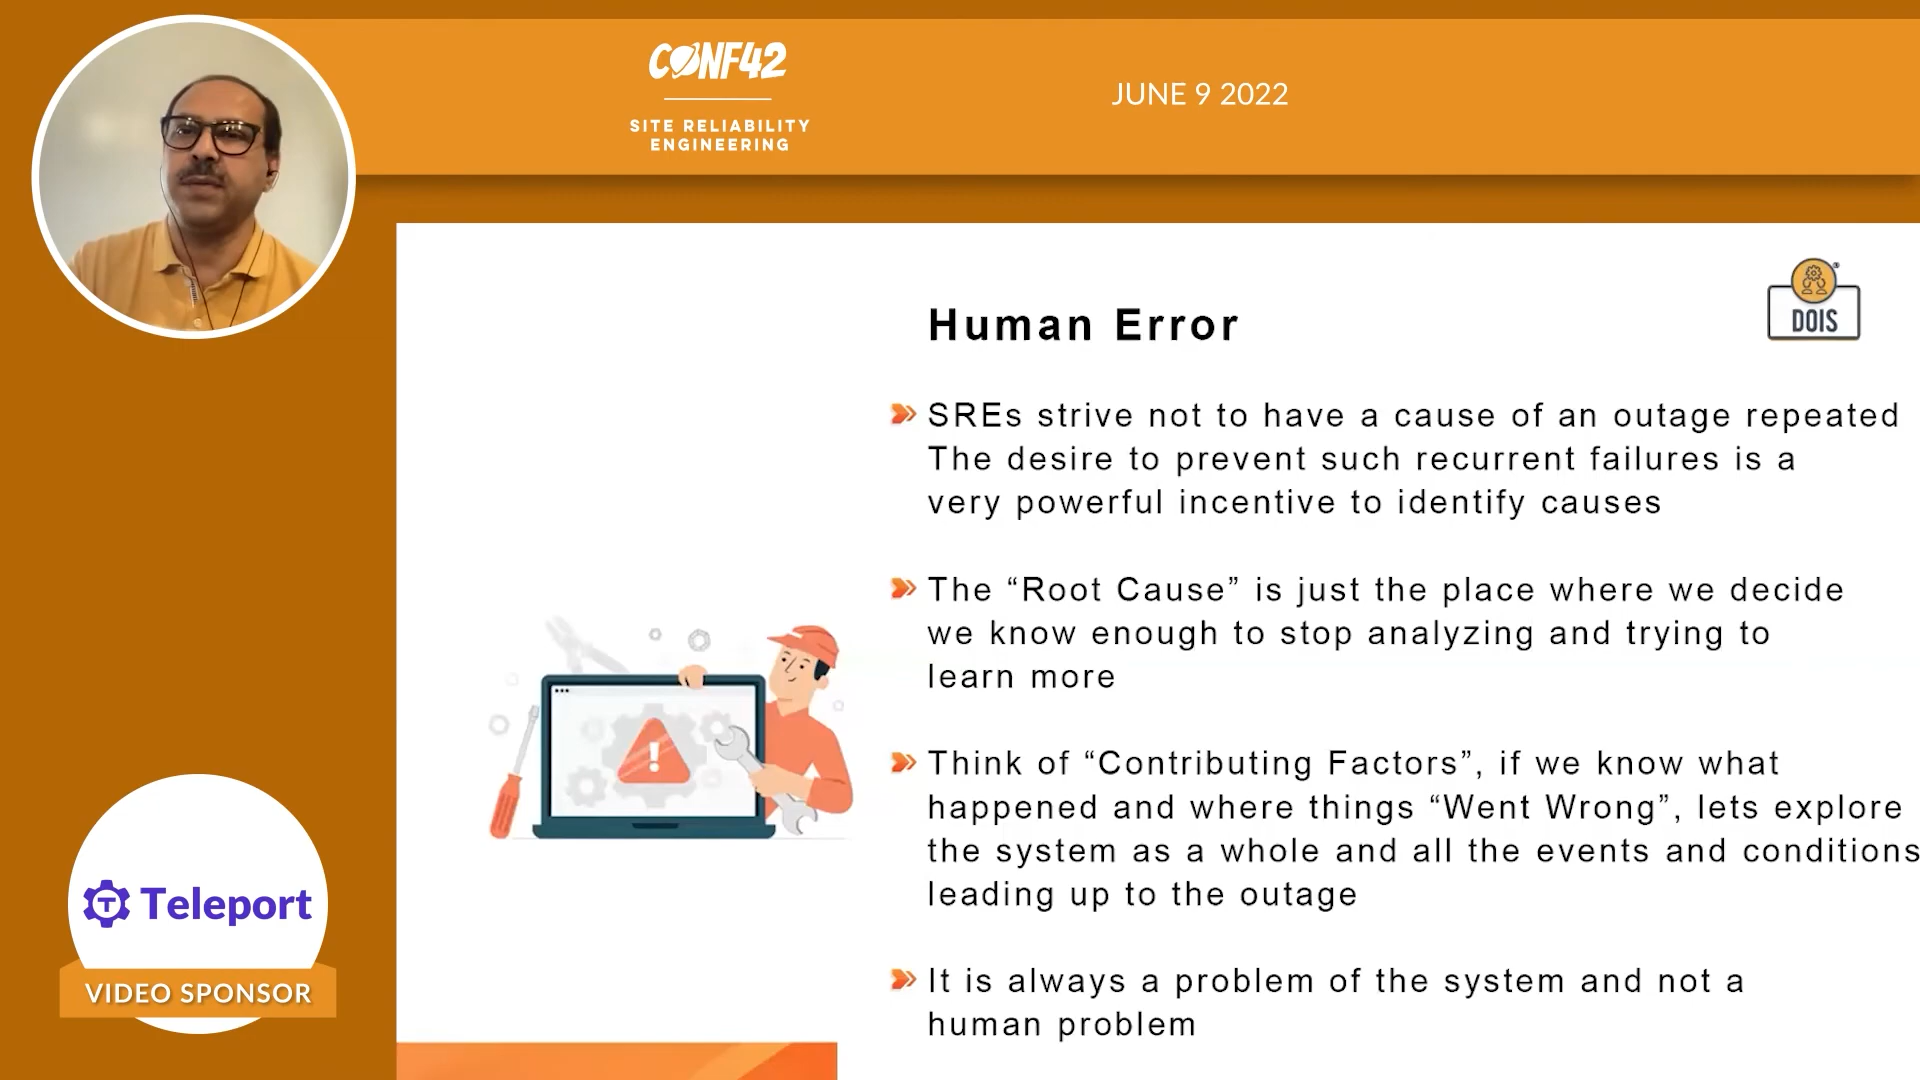 CONF42
SITE RELIABILITY
ENGINEERING
JUNE 9 2022
DOIS
Human Error
SREs strive not to have a cause of an outage repeated
The desire to prevent such recurrent failures is a
very powerful incentive to identify causes
The “Root Cause” is just the place where we decide
we know enough to stop analyzing and trying to
learn more
Think of “Contributing Factors”, if we know what
happened and where things “Went Wrong”, lets explore
the system as a whole and all the events and conditions
leading up to the outage
It is always a problem of the system and not a
human problem
T Teleport
VIDEO SPONSOR